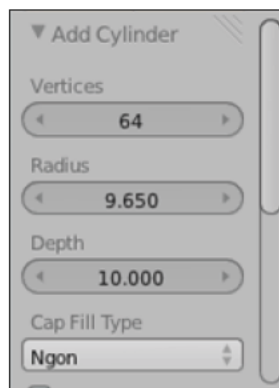 Add Cylinder
Vertices
64
Radius
9.650
Depth
10.000
Cap Fill Type
Ngon